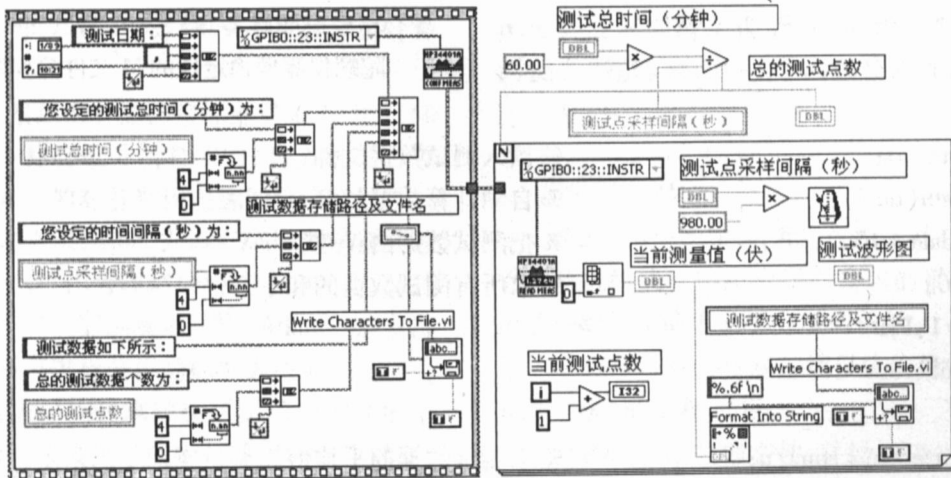 测试日期：
GPIB0::23::INSTR
您设定的测试总时间（分钟）为：
测试总时间（分钟）
4
0
测试数据存储路径及文件名
您设定的时间间隔（秒）为：
测试点采样间隔（秒）
4
0
Write Characters To File.vi
测试数据如下所示：
总的测试数据个数为：
总的测试点数
4
0
测试总时间（分钟）
DBL
60.00
总的测试点数
测试点采样间隔（秒）
DBL
N
GPIB0::23::INSTR
测试点采样间隔（秒）
DBL
980.00
当前测量值（伏）
测试波形图
DBL
DBL
0
测试数据存储路径及文件名
当前测试点数
Write Characters To File.vi
i
I32
1
%.6f\n
Format Into String